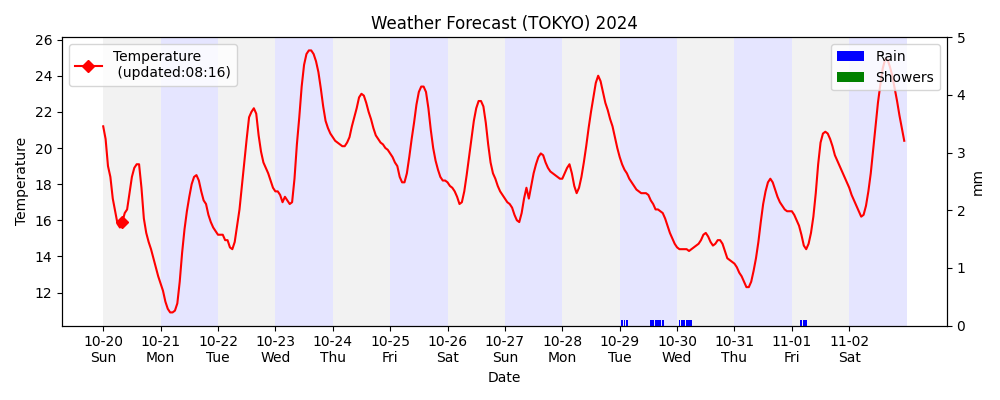 Weather Forecast (TOKYO) 2024
Temperature
(updated:08:16)
Rain
Showers
Temperature
26
24
22
20
18
16
14
12
5
4
3
2
1
0
mm
10-20 10-21 10-22 10-23 10-24 10-25 10-26 10-27 10-28 10-29 10-30 10-31 11-01 11-02
Sun Mon Tue Wed Thu Fri Sat Sun Mon Tue Wed Thu Fri Sat
Date